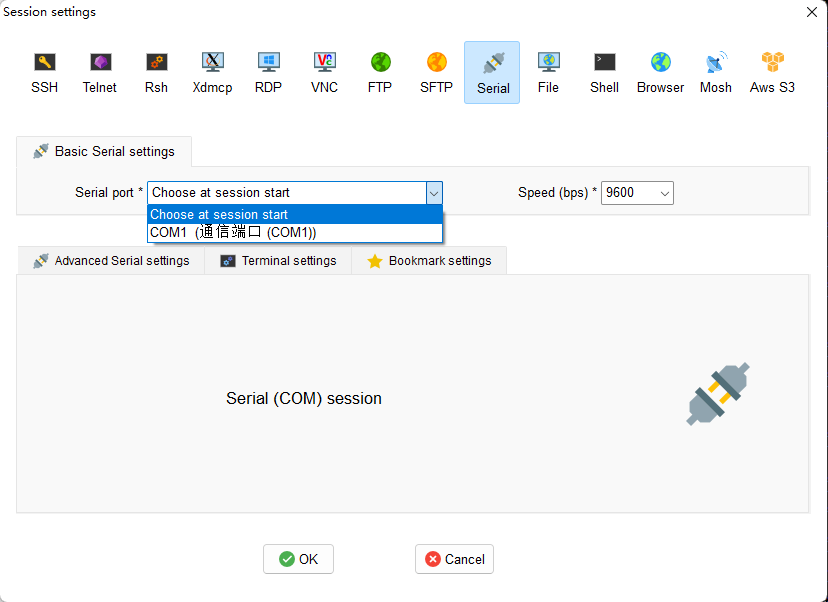 Session settings
SSH Telnet Rsh Xdmcp RDP VNC FTP SFTP Serial File Shell Browser Mosh Aws S3
Basic Serial settings
Serial port * Choose at session start Speed (bps) * 9600
Choose at session start
COM1 (通信端口 (COM1))
Advanced Serial settings Terminal settings Bookmark settings
Serial (COM) session
OK Cancel